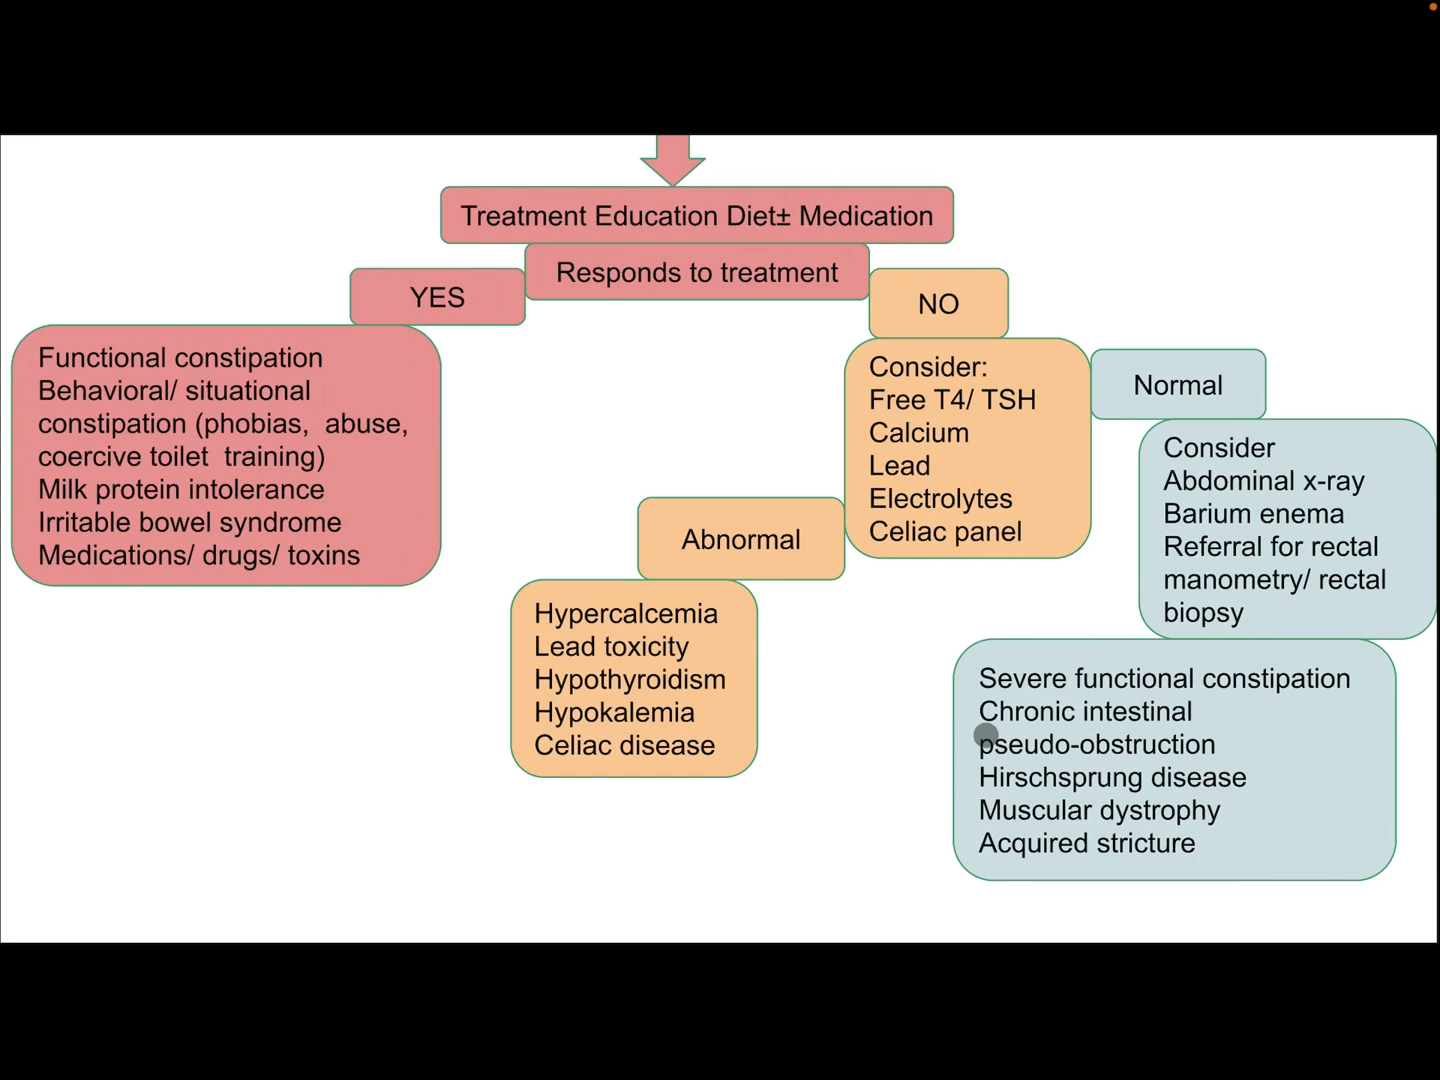 Treatment Education Diet± Medication
Responds to treatment
YES
NO
Functional constipation
Behavioral/ situational
constipation (phobias, abuse,
coercive toilet training)
Milk protein intolerance
Irritable bowel syndrome
Medications/ drugs/ toxins
Consider:
Free T4/ TSH
Calcium
Lead
Electrolytes
Celiac panel
Normal
Consider
Abdominal x-ray
Barium enema
Referral for rectal
manometry/ rectal
biopsy
Abnormal
Hypercalcemia
Lead toxicity
Hypothyroidism
Hypokalemia
Celiac disease
Severe functional constipation
Chronic intestinal
pseudo-obstruction
Hirschsprung disease
Muscular dystrophy
Acquired stricture